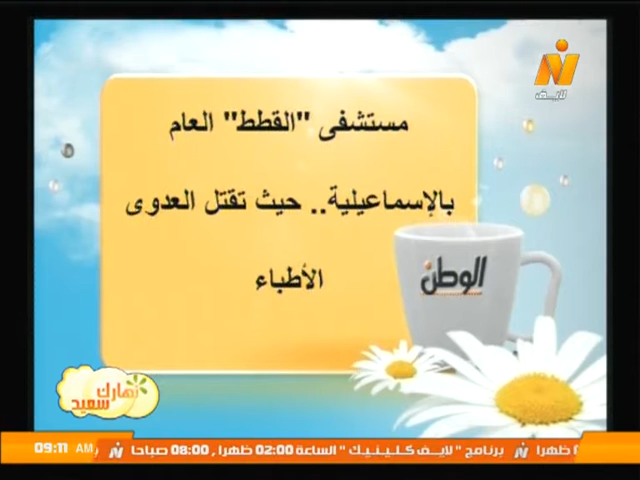 لايف
مستشفى "القطط" العام
بالإسماعيلية.. حيث تقتل العدوى
الأطباء
الوطن
نهارك
سعيد
ظهرا برنامج " لايف كلينيك " الساعة 02:00 ظهرا , 08:00 صباحا
09:11 AM